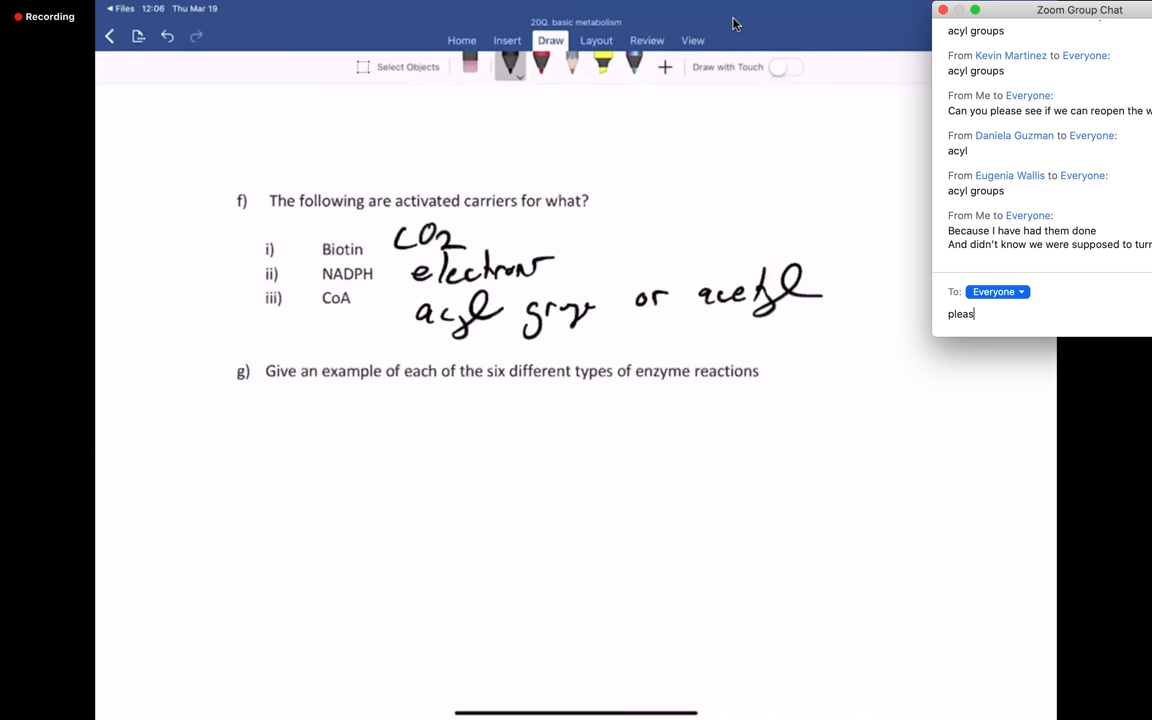 Recording
Files 12:06 Thu Mar 19
20Q. basic metabolism
Home Insert Draw Layout Review View
Select Objects Draw with Touch
f) The following are activated carriers for what?
i) Biotin CO2
ii) NADPH electrons
iii) CoA acyl group or acetyl
g) Give an example of each of the six different types of enzyme reactions
Zoom Group Chat
acyl groups
From Kevin Martinez to Everyone:
acyl groups
From Me to Everyone:
Can you please see if we can reopen the w
From Daniela Guzman to Everyone:
acyl
From Eugenia Wallis to Everyone:
acyl groups
From Me to Everyone:
Because I have had them done
And didn't know we were supposed to turn
To: Everyone
pleas